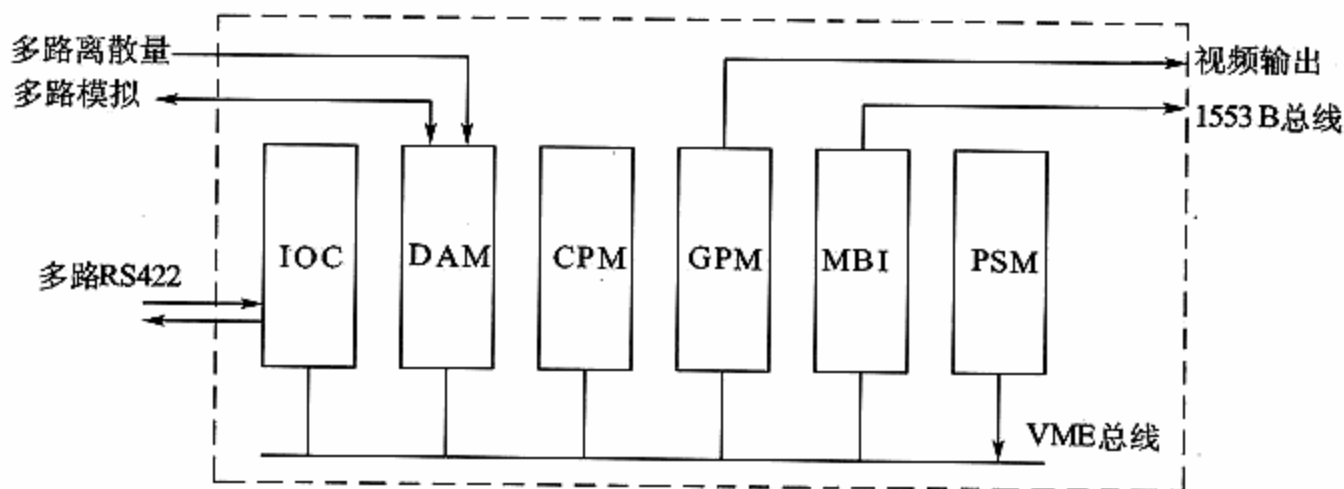 多路离散量
视频输出
多路模拟
1553 B总线
IOC
DAM
CPM
GPM
MBI
PSM
多路RS422
VME总线